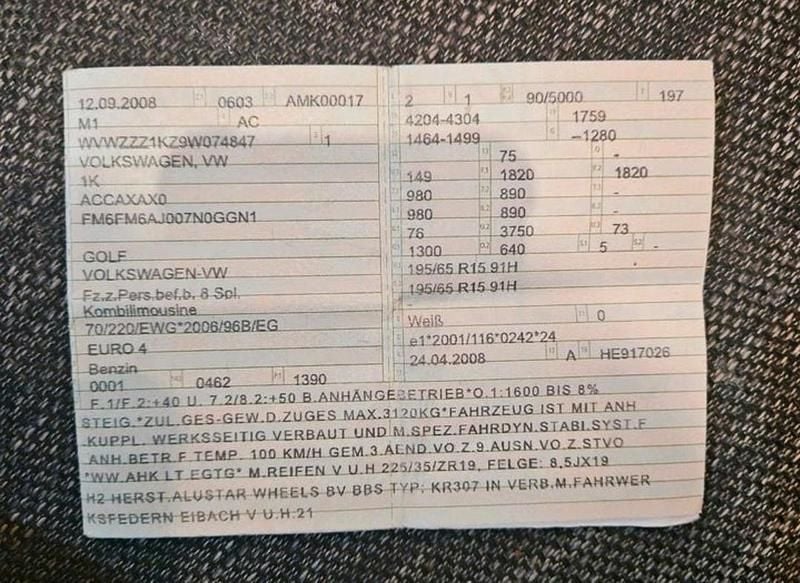 12.09.2008 0603 AMK00017
M1 AC
WVWZZZ1KZ9W074847 1
VOLKSWAGEN, VW
1K
ACCAXAX0
FM6FM6AJ007N0GGN1
GOLF
VOLKSWAGEN-VW
Fz.z.Pers.bef.b. 8 Spl.
Kombilimousine
70/220/EWG*2006/96B/EG
EURO 4
Benzin
0001 0462 1390
2 1 90/5000 197
4204-4304 1759
1464-1499 –1280
75 -
149 1820 1820
980 890 -
980 890 -
76 3750 73
1300 640 5 -
195/65 R15 91H
195/65 R15 91H
-
Weiß 0
e1*2001/116*0242*24
24.04.2008 A HE917026
F.1/F.2:+40 U. 7.2/8.2:+50 B.ANHÄNGEBETRIEB*O.1:1600 BIS 8%
STEIG.*ZUL.GES-GEW.D.ZUGES MAX.3120KG*FAHRZEUG IST MIT ANH
.KUPPL. WERKSSEITIG VERBAUT UND M.SPEZ.FAHRDYN.STABI.SYST.F
.ANH.BETR.F TEMP. 100 KM/H GEM.3.AEND.VO.Z.9.AUSN.VO.Z.STVO
*WW.AHK LT.EGTG* M.REIFEN V U.H 225/35/ZR19, FELGE: 8,5JX19
H2 HERST.ALUSTAR WHEELS BV BBS TYP: KR307 IN VERB.M.FAHRWER
KSFEDERN EIBACH V U.H.21